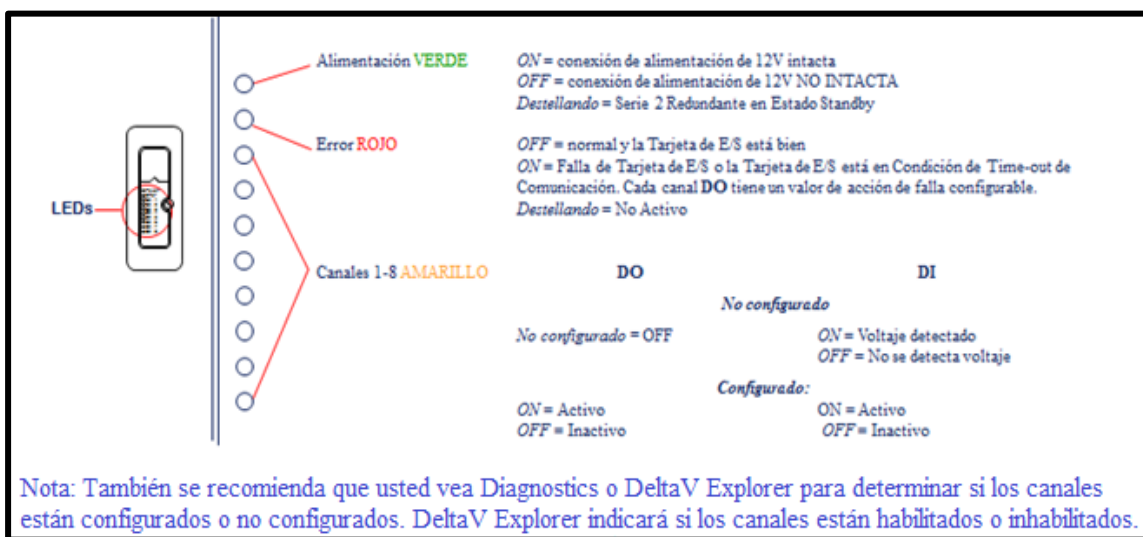 Alimentación VERDE
ON = conexión de alimentación de 12V intacta
OFF = conexión de alimentación de 12V NO INTACTA
Destellando = Serie 2 Redundante en Estado Standby
Error ROJO
OFF = normal y la Tarjeta de E/S está bien
ON = Falla de Tarjeta de E/S o la Tarjeta de E/S está en Condición de Time-out de
Comunicación. Cada canal DO tiene un valor de acción de falla configurable.
Destellando = No Activo
LEDs
Canales 1-8 AMARILLO
DO DI
No configurado
No configurado = OFF ON = Voltaje detectado
OFF = No se detecta voltaje
Configurado:
ON = Activo ON = Activo
OFF = Inactivo OFF = Inactivo
Nota: También se recomienda que usted vea Diagnostics o DeltaV Explorer para determinar si los canales
están configurados o no configurados. DeltaV Explorer indicará si los canales están habilitados o inhabilitados.